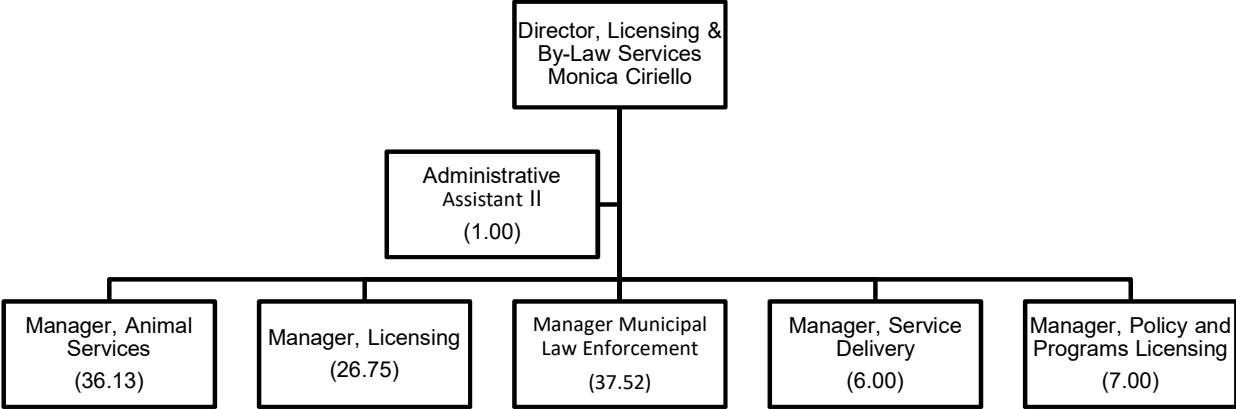 Director, Licensing &
By-Law Services
Monica Ciriello
Administrative
Assistant II
(1.00)
Manager, Animal
Services
(36.13)
Manager, Licensing
(26.75)
Manager Municipal
Law Enforcement
(37.52)
Manager, Service
Delivery
(6.00)
Manager, Policy and
Programs Licensing
(7.00)